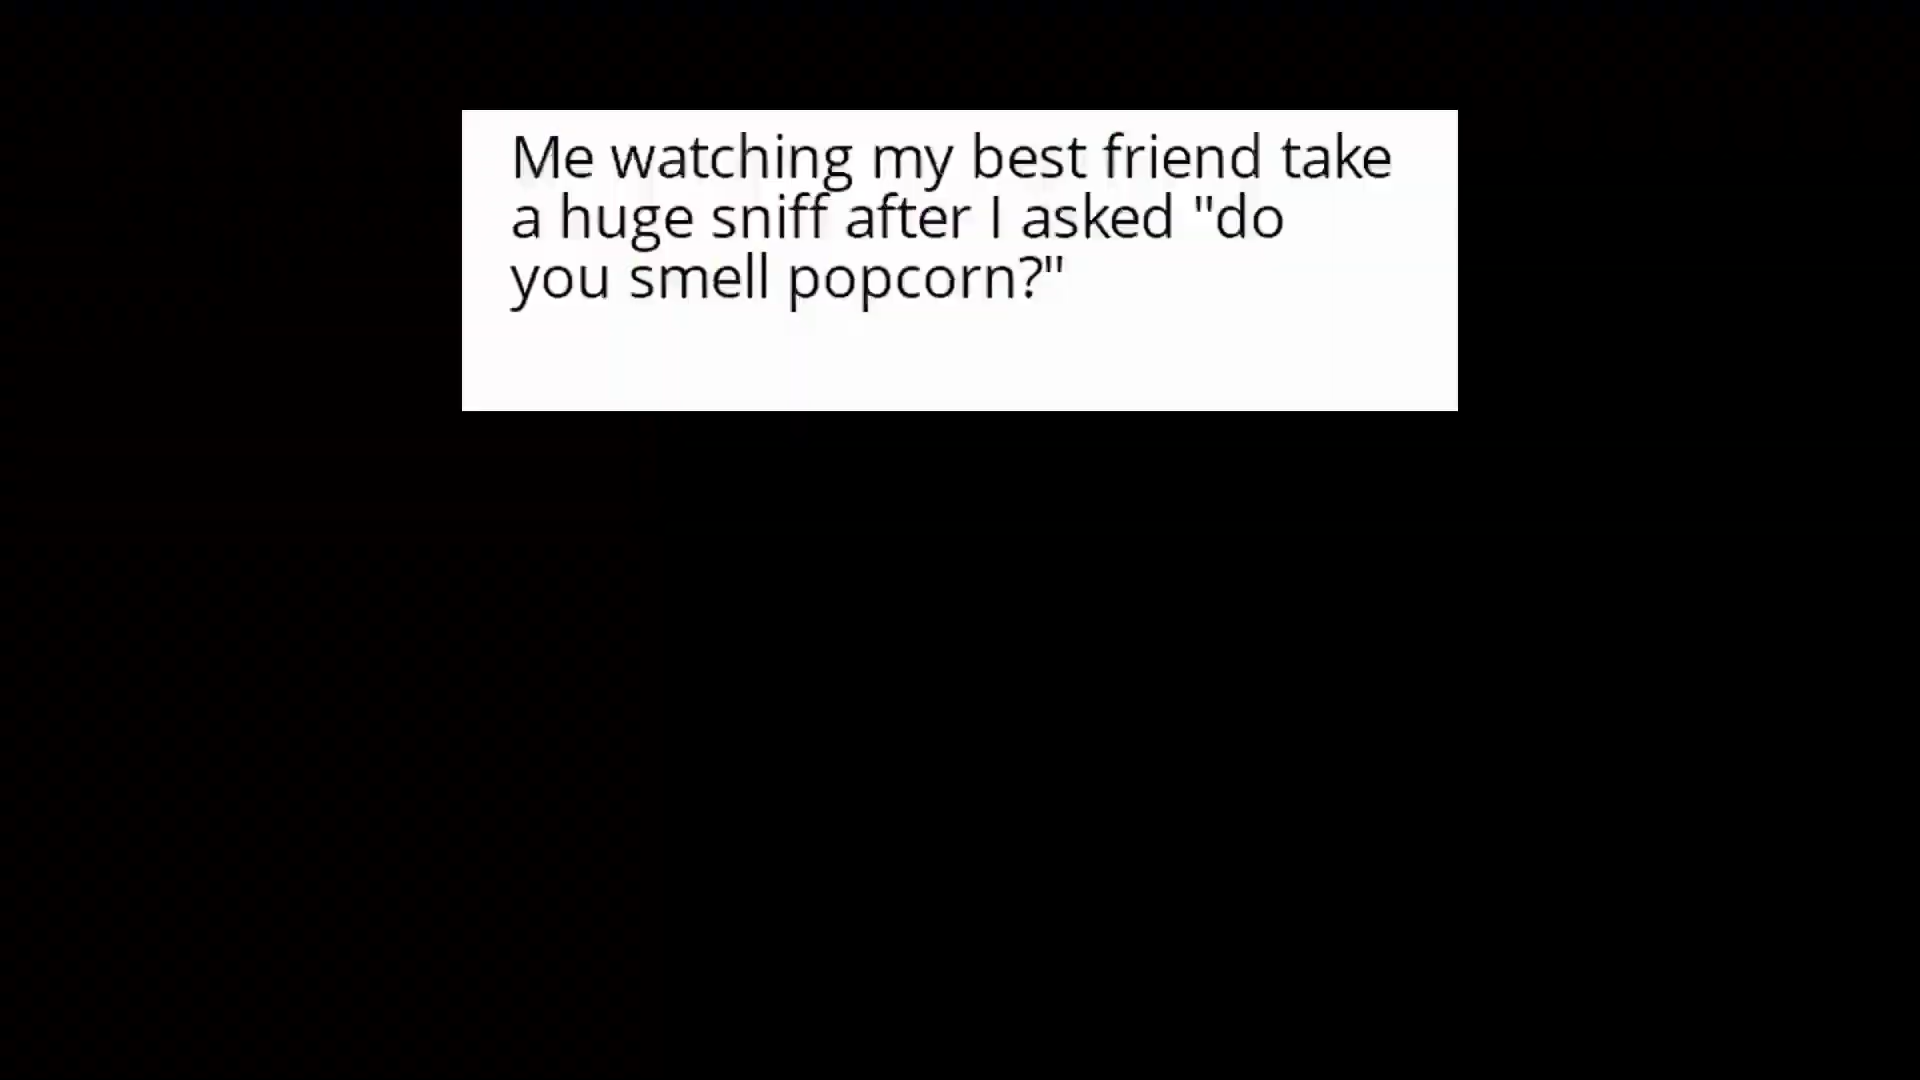 Me watching my best friend take
a huge sniff after I asked "do
you smell popcorn?"